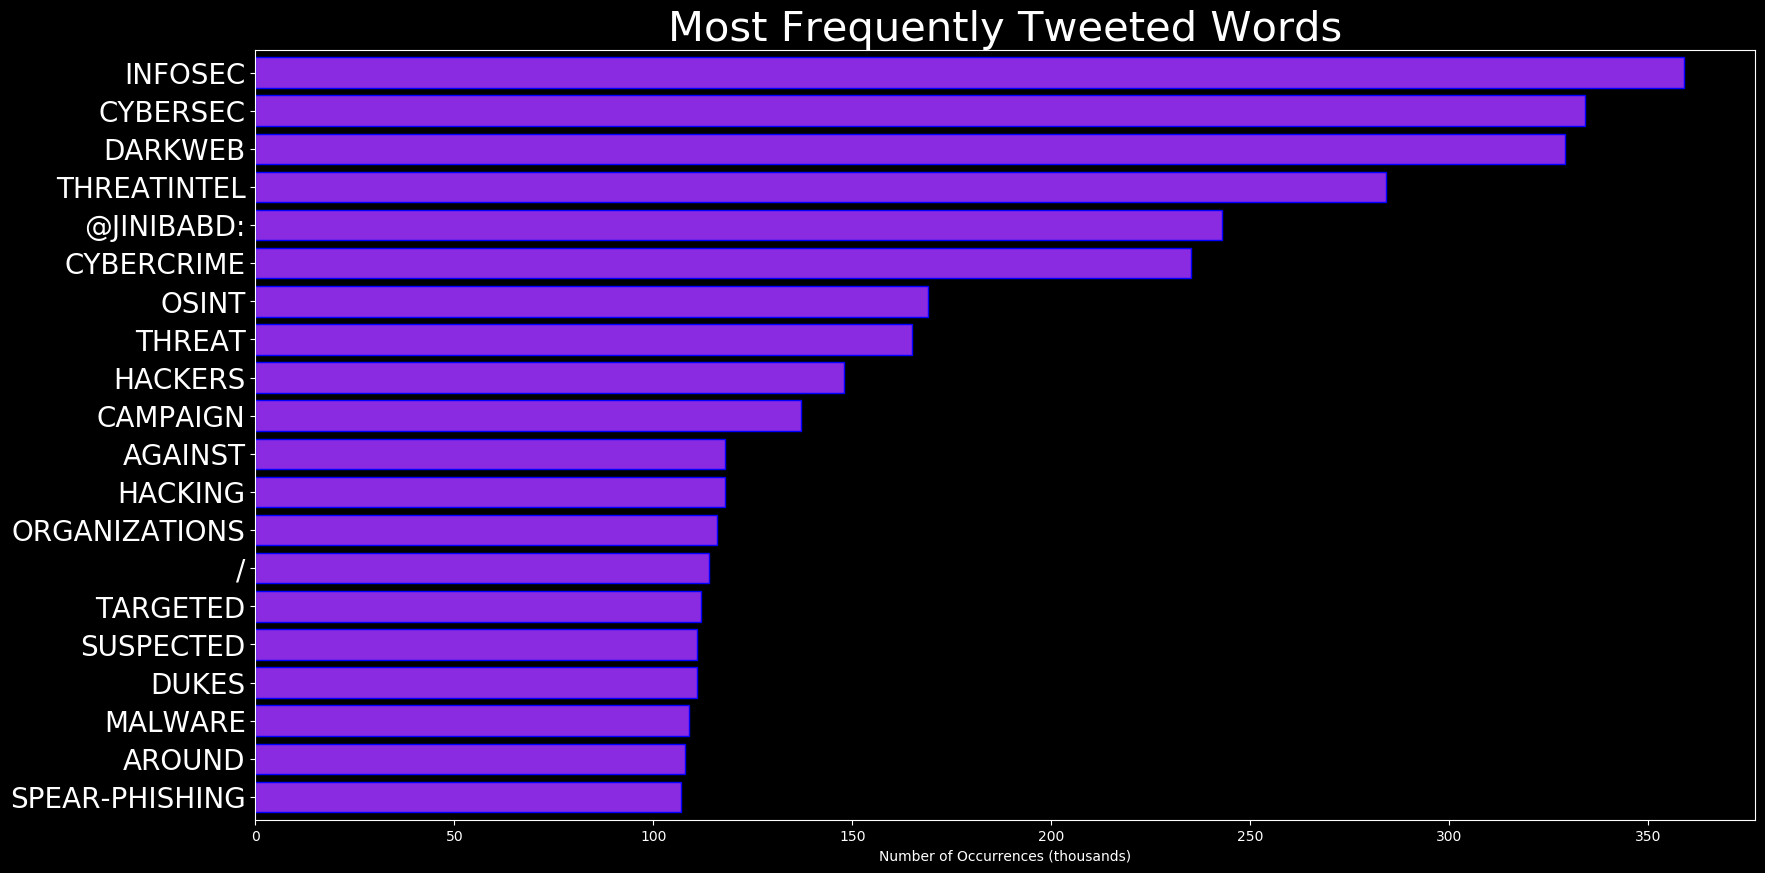 Most Frequently Tweeted Words
INFOSEC
CYBERSEC
DARKWEB
THREATINTEL
@JINIBABD:
CYBERCRIME
OSINT
THREAT
HACKERS
CAMPAIGN
AGAINST
HACKING
ORGANIZATIONS
/
TARGETED
SUSPECTED
DUKES
MALWARE
AROUND
SPEAR-PHISHING
0 50 100 150 200 250 300 350
Number of Occurrences (thousands)